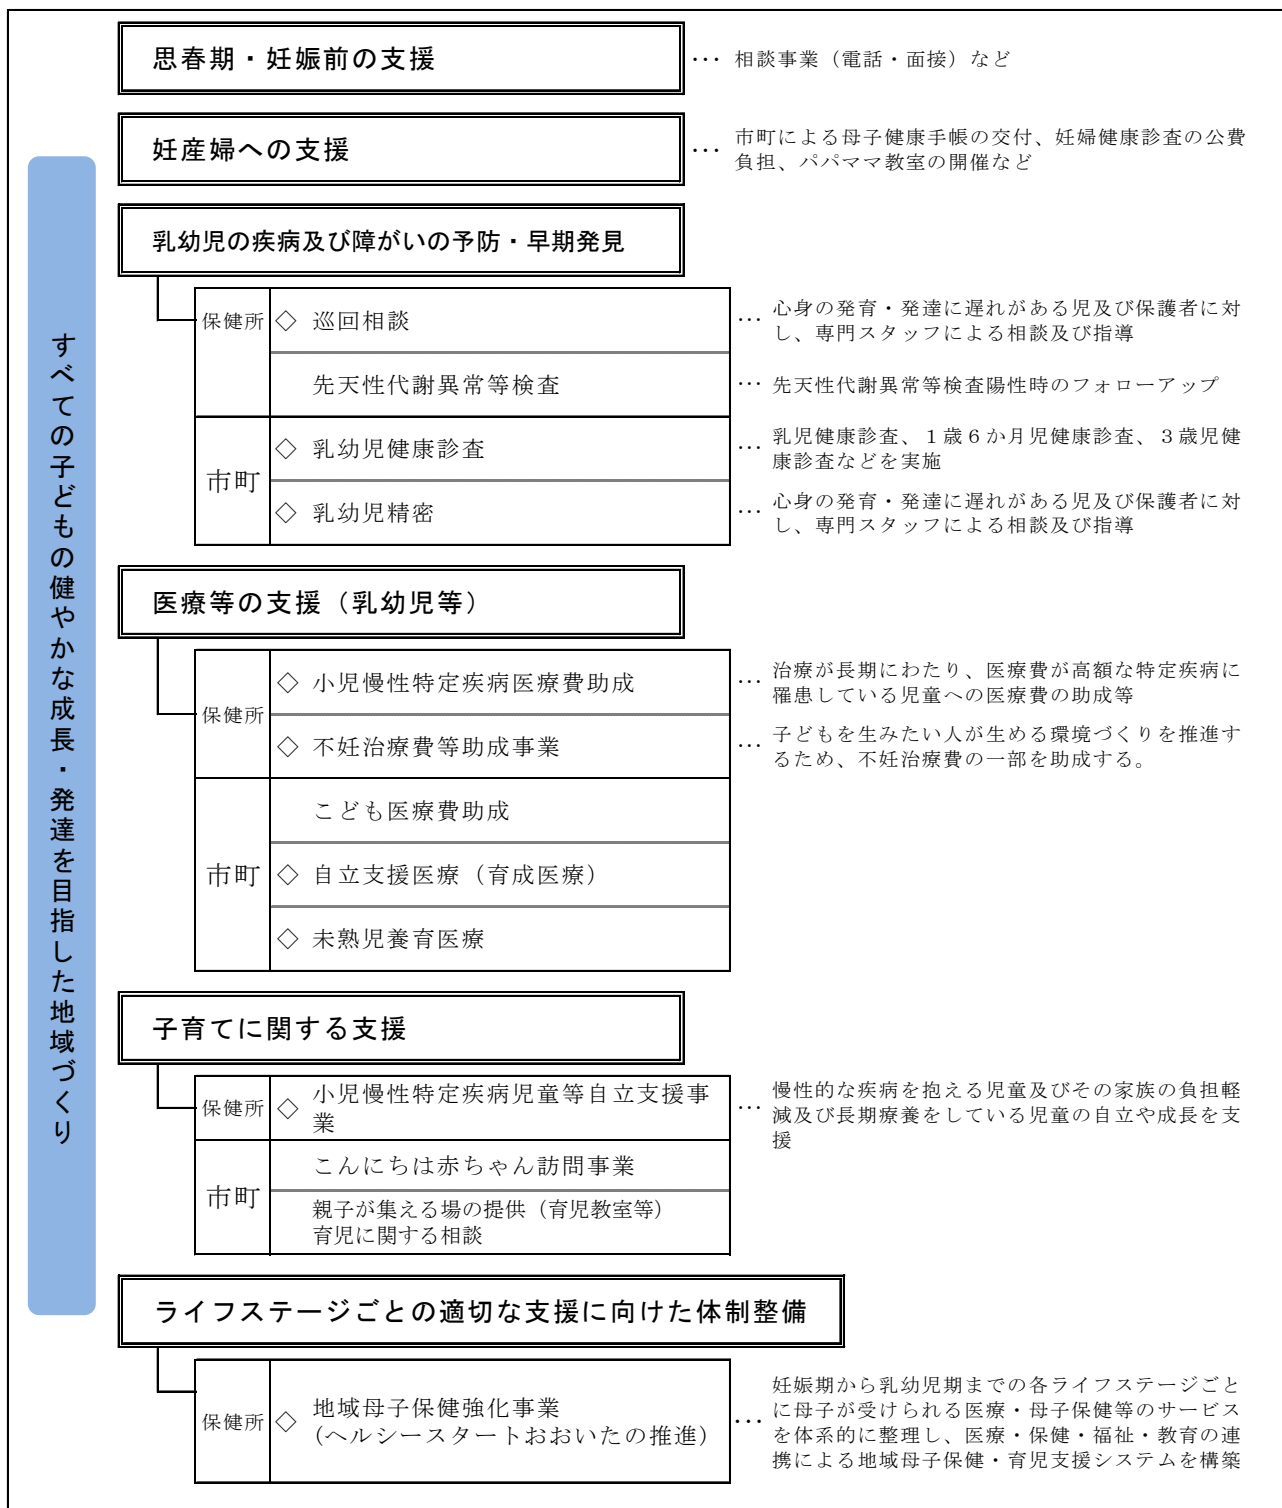 すべての子どもの健やかな成長・発達を目指した地域づくり
思春期・妊娠前の支援
… 相談事業（電話・面接）など
妊産婦への支援
… 市町による母子健康手帳の交付、妊婦健康診査の公費
負担、パパママ教室の開催など
乳幼児の疾病及び障がいの予防・早期発見
保健所
◇ 巡回相談
… 心身の発育・発達に遅れがある児及び保護者に対
し、専門スタッフによる相談及び指導
先天性代謝異常等検査
… 先天性代謝異常等検査陽性時のフォローアップ
市町
◇ 乳幼児健康診査
… 乳児健康診査、１歳６か月児健康診査、３歳児健
康診査などを実施
◇ 乳幼児精密
… 心身の発育・発達に遅れがある児及び保護者に対
し、専門スタッフによる相談及び指導
医療等の支援（乳幼児等）
保健所
◇ 小児慢性特定疾病医療費助成
… 治療が長期にわたり、医療費が高額な特定疾病に
罹患している児童への医療費の助成等
◇ 不妊治療費等助成事業
… 子どもを生みたい人が生める環境づくりを推進す
るため、不妊治療費の一部を助成する。
市町
こども医療費助成
◇ 自立支援医療（育成医療）
◇ 未熟児養育医療
子育てに関する支援
保健所
◇ 小児慢性特定疾病児童等自立支援事
業
… 慢性的な疾病を抱える児童及びその家族の負担軽
減及び長期療養をしている児童の自立や成長を支
援
市町
こんにちは赤ちゃん訪問事業
親子が集える場の提供（育児教室等）
育児に関する相談
ライフステージごとの適切な支援に向けた体制整備
保健所
◇ 地域母子保健強化事業
(ヘルシースタートおおいたの推進)
… 妊娠期から乳幼児期までの各ライフステージごと
に母子が受けられる医療・母子保健等のサービス
を体系的に整理し、医療・保健・福祉・教育の連
携による地域母子保健・育児支援システムを構築